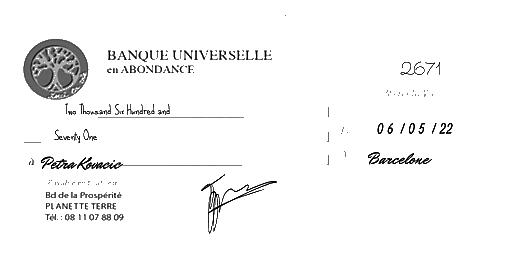 BANQUE UNIVERSELLE
en ABONDANCE
2671
Two Thousand Six Hundred and
Seventy One
06/05/22
à Petra Kovacic
Barcelone
Bd de la Prospérité
PLANETTE TERRE
Tél. : 08 11 07 88 09